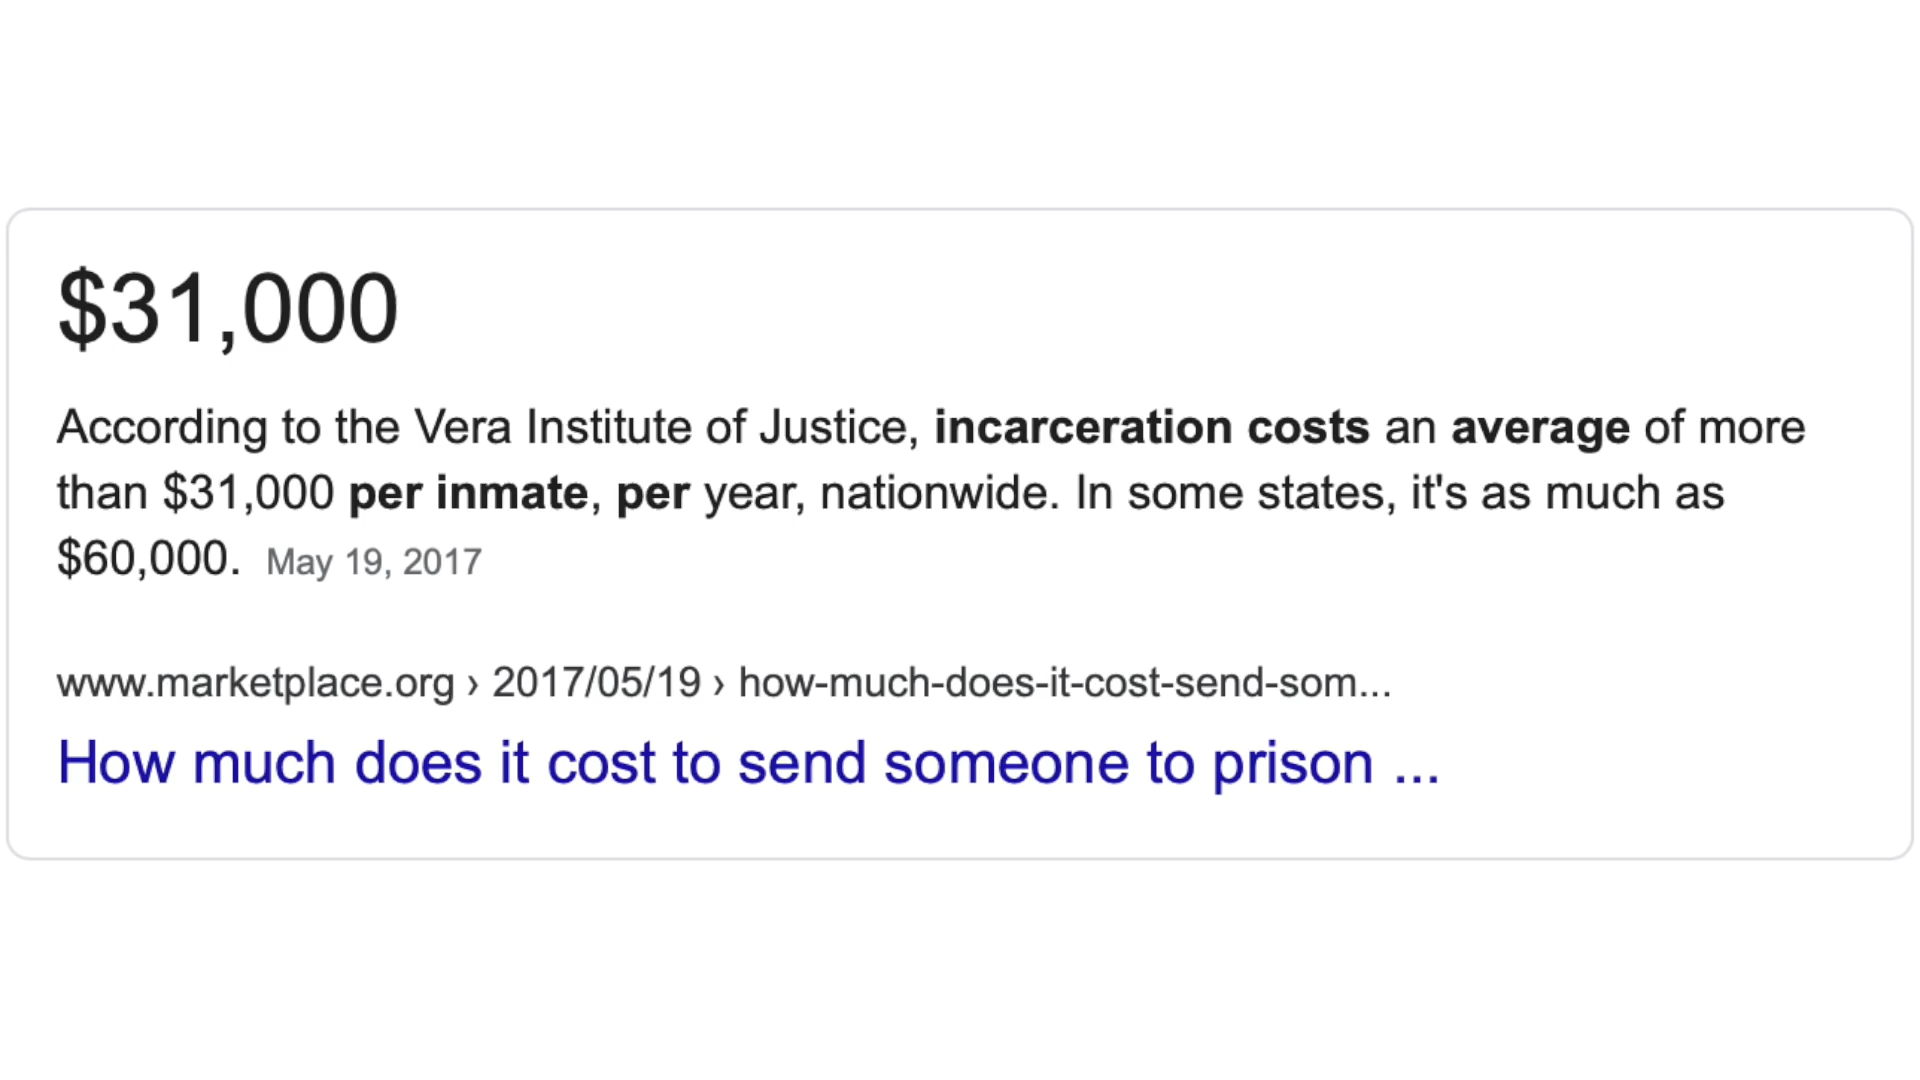 $31,000
According to the Vera Institute of Justice, incarceration costs an average of more
than $31,000 per inmate, per year, nationwide. In some states, it's as much as
$60,000. May 19, 2017
www.marketplace.org › 2017/05/19 › how-much-does-it-cost-send-som...
How much does it cost to send someone to prison ...